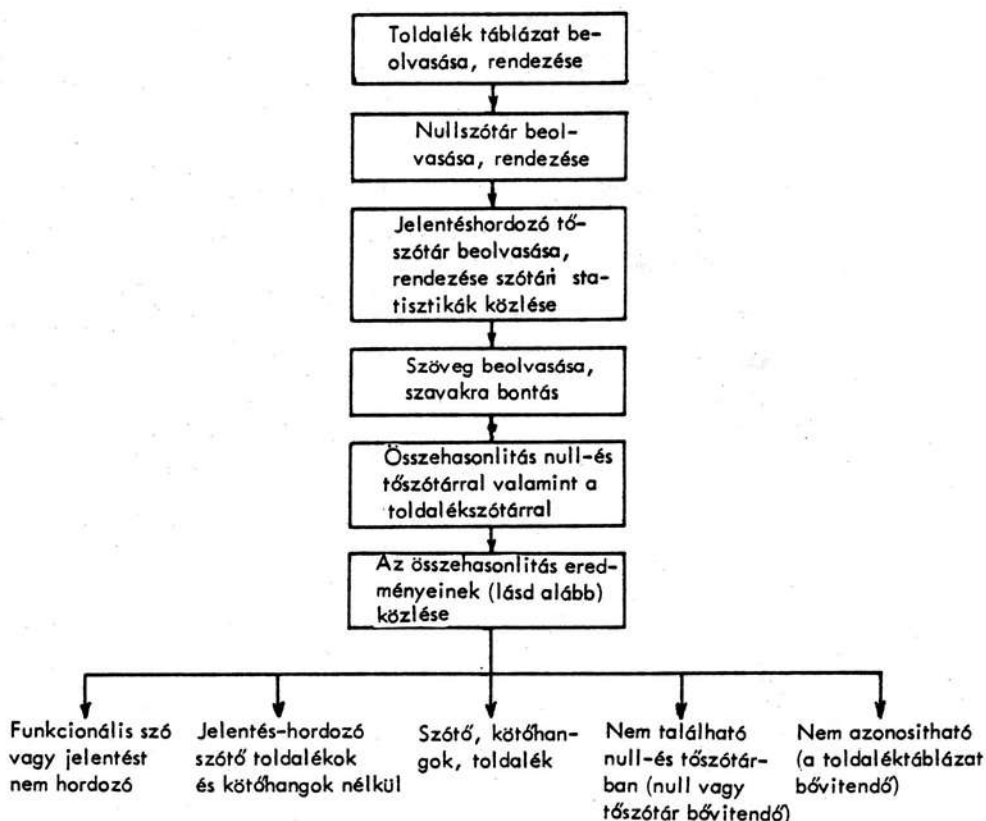 Toldalék táblázat be-
olvasása, rendezése
Nullszótár beol-
vasása, rendezése
Jelentéshordozó tő-
szótár beolvasása,
rendezése szótári sta-
tisztikák közlése
Szöveg beolvasása,
szavakra bontás
Összehasonlitás null-és
tőszótárral valamint a
toldalékszótárral
Az összehasonlitás ered-
ményeinek (lásd alább)
közlése
Funkcionális szó
vagy jelentést
nem hordozó
Jelentés-hordozó
szótő toldalékok
és kötőhangok nélkül
Szótő, kötőhan-
gok, toldalék
Nem található
null-és tőszótár-
ban (null vagy
tőszótár bővitendő)
Nem azonositható
(a toldaléktáblázat
bővitendő)